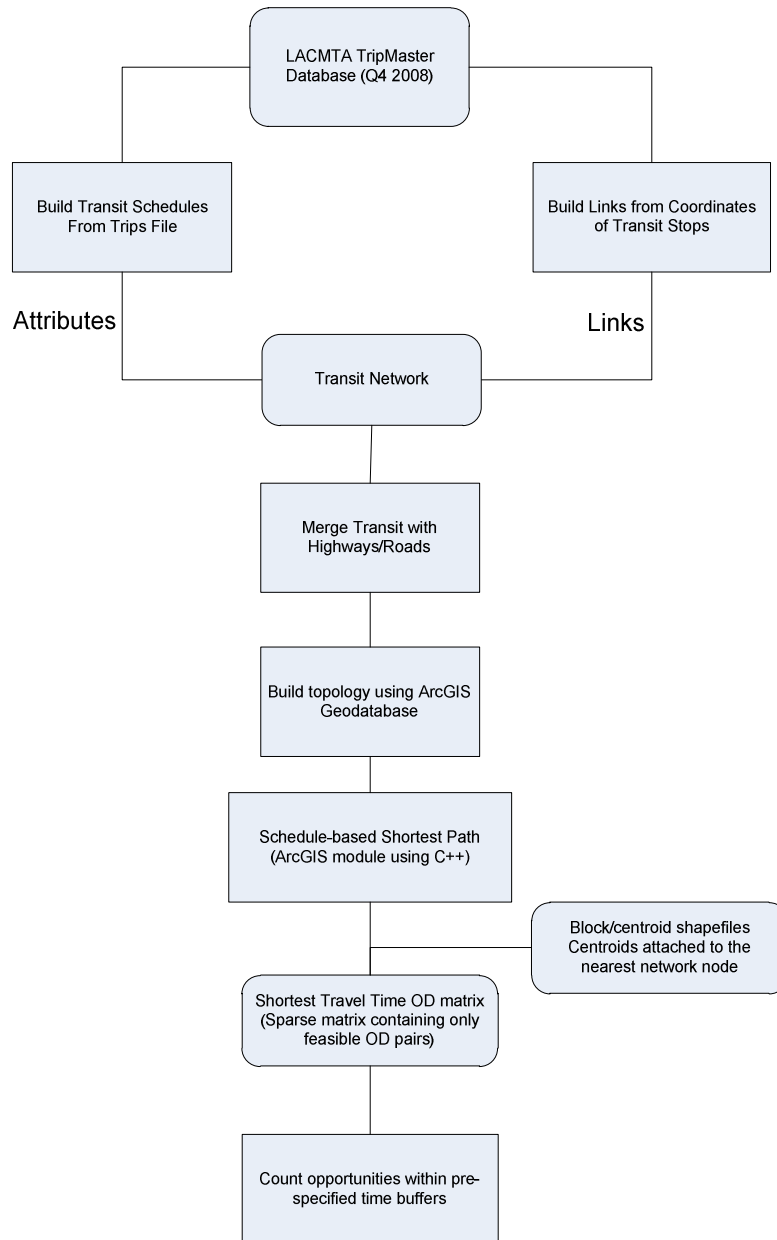 LACMTA TripMaster
Database (Q4 2008)
Build Transit Schedules
From Trips File
Build Links from Coordinates
of Transit Stops
Attributes
Links
Transit Network
Merge Transit with
Highways/Roads
Build topology using ArcGIS
Geodatabase
Schedule-based Shortest Path
(ArcGIS module using C++)
Block/centroid shapefiles
Centroids attached to the
nearest network node
Shortest Travel Time OD matrix
(Sparse matrix containing only
feasible OD pairs)
Count opportunities within pre-
specified time buffers